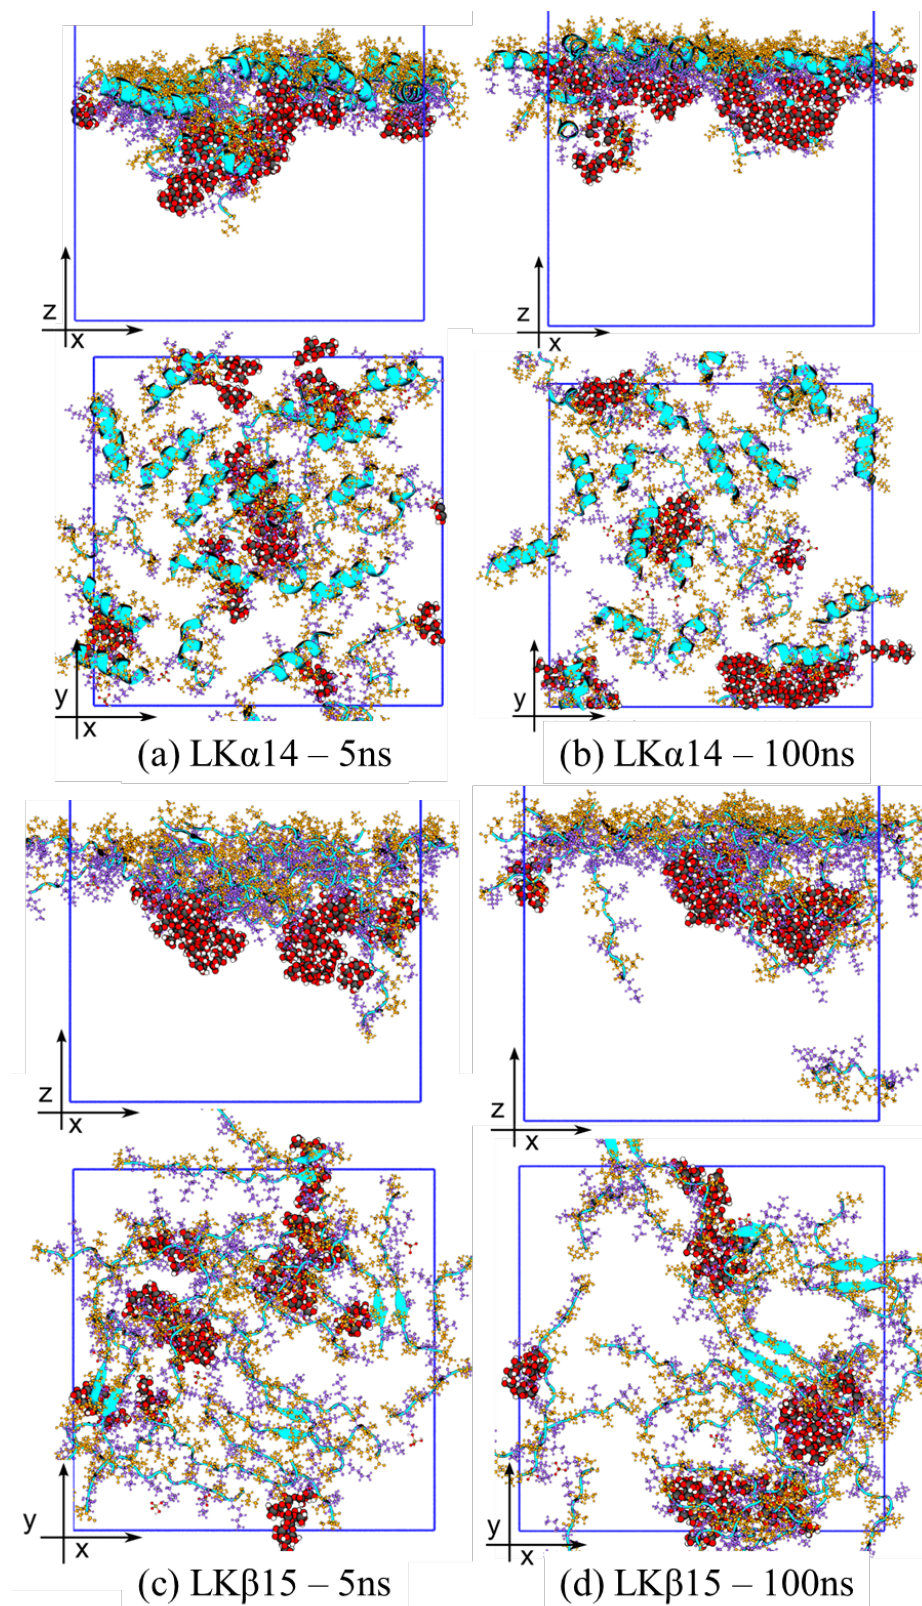 z
x
z
x
y
x
y
x
(a) LKα14 – 5ns
(b) LKα14 – 100ns
z
x
z
x
y
x
y
x
(c) LKβ15 – 5ns
(d) LKβ15 – 100ns